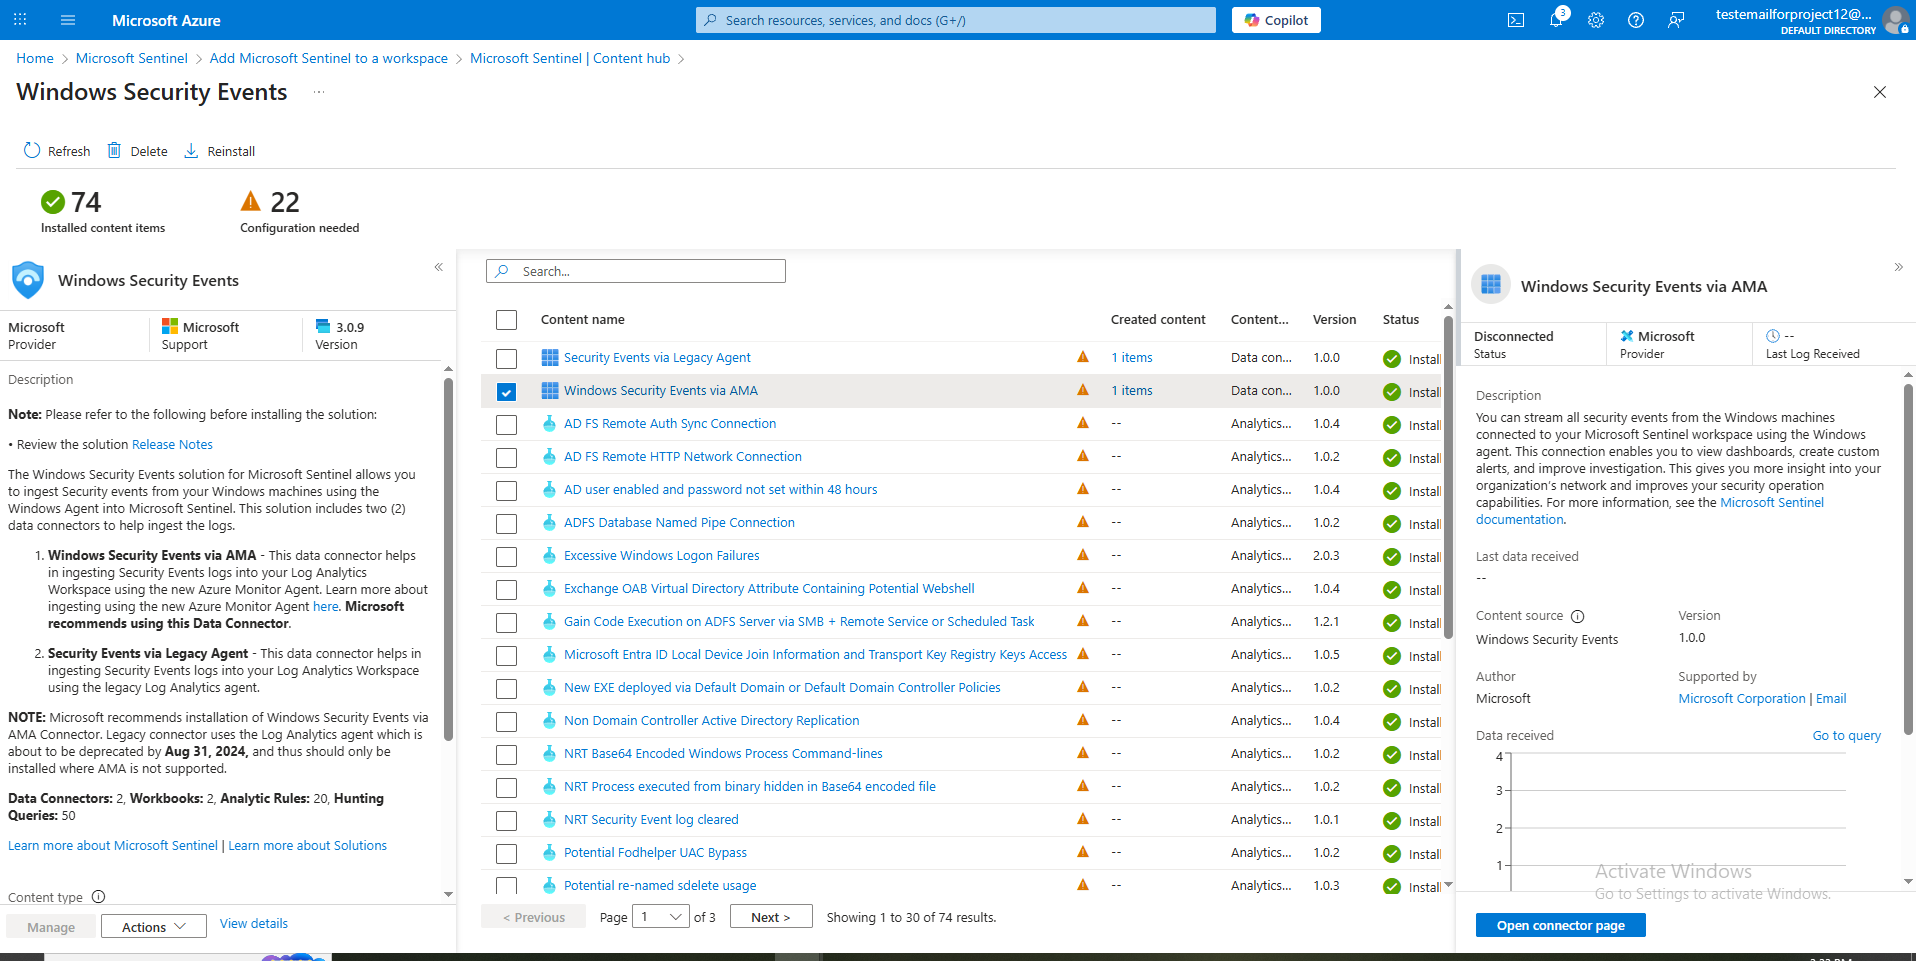 Microsoft Azure
Search resources, services, and docs (G+/)
Copilot
3
testemailforproject12@...
DEFAULT DIRECTORY
Home > Microsoft Sentinel > Add Microsoft Sentinel to a workspace > Microsoft Sentinel | Content hub >
Windows Security Events ...
Refresh Delete Reinstall
74
Installed content items
22
Configuration needed
Windows Security Events
Microsoft
Provider
Microsoft
Support
3.0.9
Version
Description
Note: Please refer to the following before installing the solution:
• Review the solution Release Notes
The Windows Security Events solution for Microsoft Sentinel allows you
to ingest Security events from your Windows machines using the
Windows Agent into Microsoft Sentinel. This solution includes two (2)
data connectors to help ingest the logs.
1. Windows Security Events via AMA - This data connector helps
in ingesting Security Events logs into your Log Analytics
Workspace using the new Azure Monitor Agent. Learn more about
ingesting using the new Azure Monitor Agent here. Microsoft
recommends using this Data Connector.
2. Security Events via Legacy Agent - This data connector helps in
ingesting Security Events logs into your Log Analytics Workspace
using the legacy Log Analytics agent.
NOTE: Microsoft recommends installation of Windows Security Events via
AMA Connector. Legacy connector uses the Log Analytics agent which is
about to be deprecated by Aug 31, 2024, and thus should only be
installed where AMA is not supported.
Data Connectors: 2, Workbooks: 2, Analytic Rules: 20, Hunting
Queries: 50
Learn more about Microsoft Sentinel | Learn more about Solutions
Content type
Manage Actions View details
Search...
Content name Created content Content... Version Status
Security Events via Legacy Agent 1 items Data con... 1.0.0 Install
Windows Security Events via AMA 1 items Data con... 1.0.0 Install
AD FS Remote Auth Sync Connection -- Analytics... 1.0.4 Install
AD FS Remote HTTP Network Connection -- Analytics... 1.0.2 Install
AD user enabled and password not set within 48 hours -- Analytics... 1.0.4 Install
ADFS Database Named Pipe Connection -- Analytics... 1.0.2 Install
Excessive Windows Logon Failures -- Analytics... 2.0.3 Install
Exchange OAB Virtual Directory Attribute Containing Potential Webshell -- Analytics... 1.0.4 Install
Gain Code Execution on ADFS Server via SMB + Remote Service or Scheduled Task -- Analytics... 1.2.1 Install
Microsoft Entra ID Local Device Join Information and Transport Key Registry Keys Access -- Analytics... 1.0.5 Install
New EXE deployed via Default Domain or Default Domain Controller Policies -- Analytics... 1.0.2 Install
Non Domain Controller Active Directory Replication -- Analytics... 1.0.4 Install
NRT Base64 Encoded Windows Process Command-lines -- Analytics... 1.0.2 Install
NRT Process executed from binary hidden in Base64 encoded file -- Analytics... 1.0.2 Install
NRT Security Event log cleared -- Analytics... 1.0.1 Install
Potential Fodhelper UAC Bypass -- Analytics... 1.0.2 Install
Potential re-named sdelete usage -- Analytics... 1.0.3 Install
< Previous Page 1 of 3 Next > Showing 1 to 30 of 74 results.
Windows Security Events via AMA
Disconnected
Status
Microsoft
Provider
--
Last Log Received
Description
You can stream all security events from the Windows machines
connected to your Microsoft Sentinel workspace using the Windows
agent. This connection enables you to view dashboards, create custom
alerts, and improve investigation. This gives you more insight into your
organization's network and improves your security operation
capabilities. For more information, see the Microsoft Sentinel
documentation.
Last data received
--
Content source Version
Windows Security Events 1.0.0
Author Supported by
Microsoft Microsoft Corporation | Email
Data received Go to query
4
3
2
1
Activate Windows
Go to Settings to activate Windows.
Open connector page